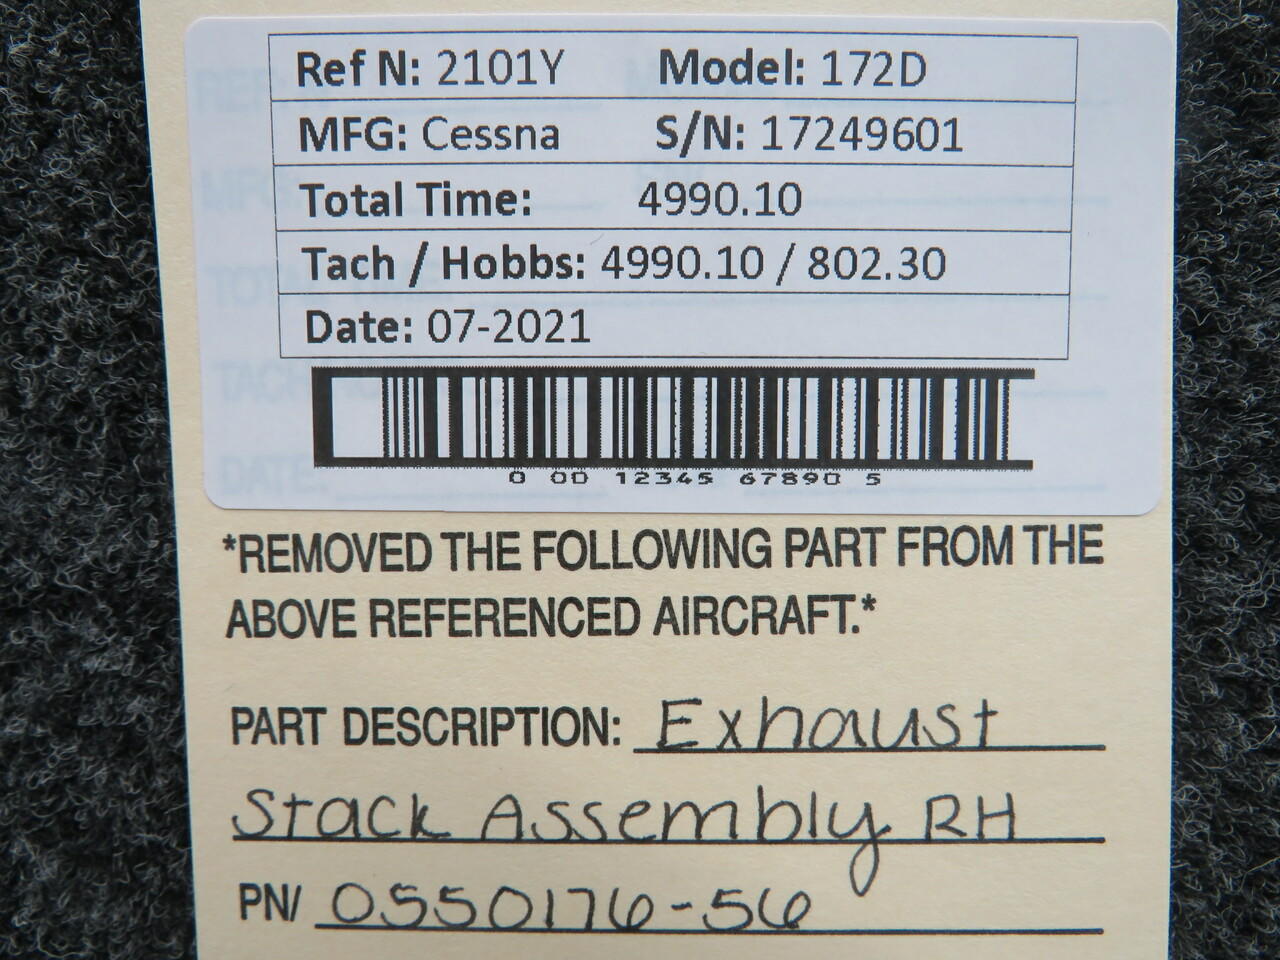 Ref N: 2101Y Model: 172D
MFG: Cessna S/N: 17249601
Total Time: 4990.10
Tach / Hobbs: 4990.10 / 802.30
Date: 07-2021
0 00 12345 67890 5
*REMOVED THE FOLLOWING PART FROM THE
ABOVE REFERENCED AIRCRAFT.*
PART DESCRIPTION: Exhaust
Stack Assembly RH
PN/ 0550176-56